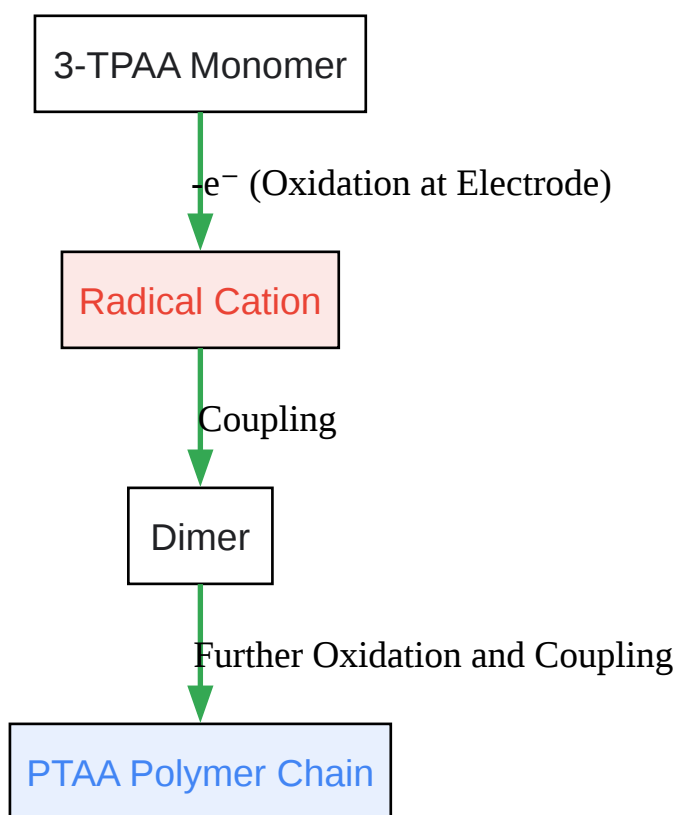 3-TPAA Monomer
-e⁻ (Oxidation at Electrode)
Radical Cation
Coupling
Dimer
Further Oxidation and Coupling
PTAA Polymer Chain